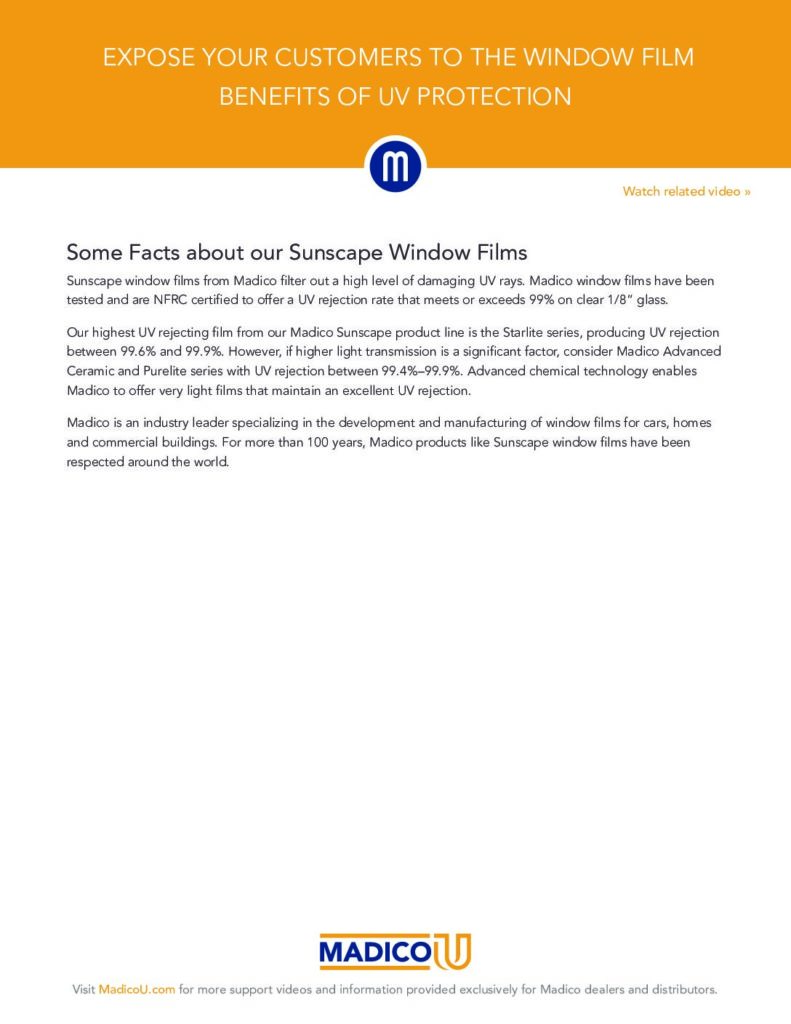 EXPOSE YOUR CUSTOMERS TO THE WINDOW FILM
BENEFITS OF UV PROTECTION
m
Watch related video »
Some Facts about our Sunscape Window Films
Sunscape window films from Madico filter out a high level of damaging UV rays. Madico window films have been
tested and are NFRC certified to offer a UV rejection rate that meets or exceeds 99% on clear 1/8” glass.
Our highest UV rejecting film from our Madico Sunscape product line is the Starlite series, producing UV rejection
between 99.6% and 99.9%. However, if higher light transmission is a significant factor, consider Madico Advanced
Ceramic and Purelite series with UV rejection between 99.4%–99.9%. Advanced chemical technology enables
Madico to offer very light films that maintain an excellent UV rejection.
Madico is an industry leader specializing in the development and manufacturing of window films for cars, homes
and commercial buildings. For more than 100 years, Madico products like Sunscape window films have been
respected around the world.
MADICOU
Visit MadicoU.com for more support videos and information provided exclusively for Madico dealers and distributors.